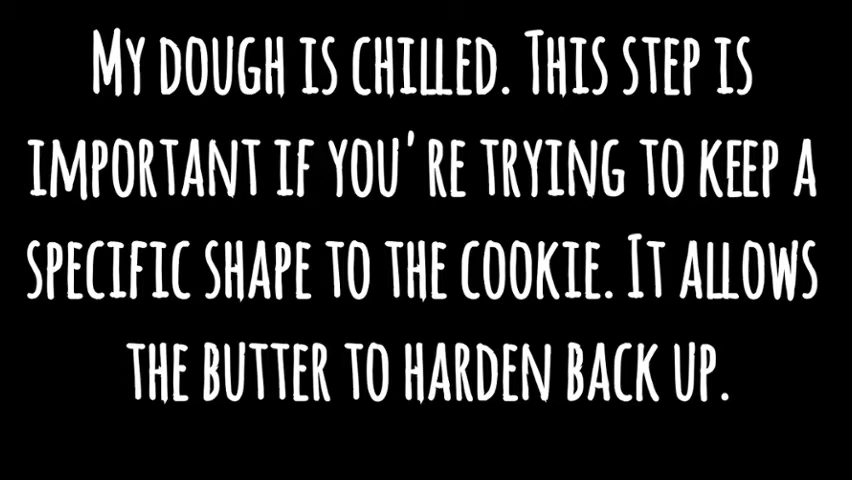 My dough is chilled. This step is
important if you're trying to keep a
specific shape to the cookie. It allows
the butter to harden back up.